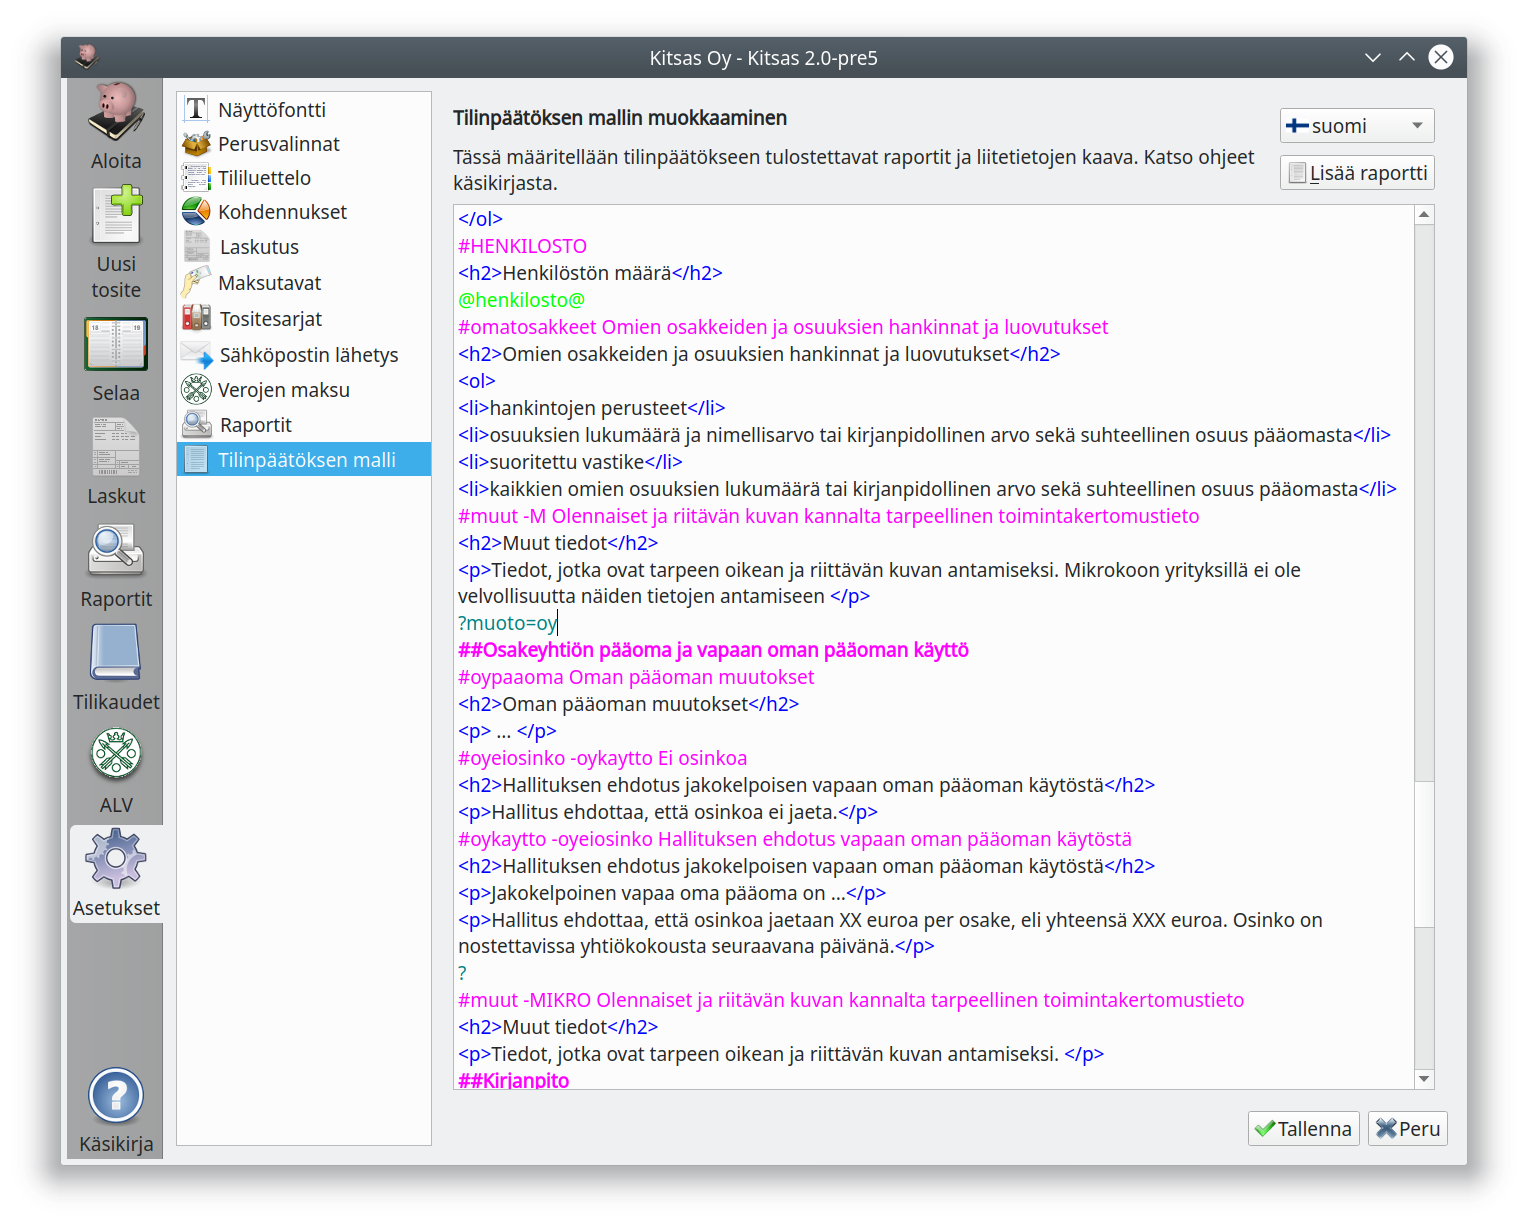 Kitsas Oy - Kitsas 2.0-pre5
Aloita
Uusi
tosite
18
19
Selaa
Laskut
Raportit
Tilikaudet
ALV
Asetukset
Käsikirja
Näyttöfontti
Perusvalinnat
Tililuettelo
Kohdennukset
Laskutus
Maksutavat
Tositesarjat
Sähköpostin lähetys
Verojen maksu
Raportit
Tilinpäätöksen malli
Tilinpäätöksen mallin muokkaaminen
Tässä määritellään tilinpäätökseen tulostettavat raportit ja liitetietojen kaava. Katso ohjeet
käsikirjasta.
suomi
Lisää raportti
</ol>
#HENKILOSTO
<h2>Henkilöstön määrä</h2>
@henkilosto@
#omatosakkeet Omien osakkeiden ja osuuksien hankinnat ja luovutukset
<h2>Omien osakkeiden ja osuuksien hankinnat ja luovutukset</h2>
<ol>
<li>hankintojen perusteet</li>
<li>osuuksien lukumäärä ja nimellisarvo tai kirjanpidollinen arvo sekä suhteellinen osuus pääomasta</li>
<li>suoritettu vastike</li>
<li>kaikkien omien osuuksien lukumäärä tai kirjanpidollinen arvo sekä suhteellinen osuus pääomasta</li>
#muut -M Olennaiset ja riitävän kuvan kannalta tarpeellinen toimintakertomustieto
<h2>Muut tiedot</h2>
<p>Tiedot, jotka ovat tarpeen oikean ja riittävän kuvan antamiseksi. Mikrokoon yrityksillä ei ole
velvollisuutta näiden tietojen antamiseen </p>
?muoto=oy
##Osakeyhtiön pääoma ja vapaan oman pääoman käyttö
#oypaaoma Oman pääoman muutokset
<h2>Oman pääoman muutokset</h2>
<p> ... </p>
#oyeiosinko -oykaytto Ei osinkoa
<h2>Hallituksen ehdotus jakokelpoisen vapaan oman pääoman käytöstä</h2>
<p>Hallitus ehdottaa, että osinkoa ei jaeta.</p>
#oykaytto -oyeiosinko Hallituksen ehdotus vapaan oman pääoman käytöstä
<h2>Hallituksen ehdotus jakokelpoisen vapaan oman pääoman käytöstä</h2>
<p>Jakokelpoinen vapaa oma pääoma on ...</p>
<p>Hallitus ehdottaa, että osinkoa jaetaan XX euroa per osake, eli yhteensä XXX euroa. Osinko on
nostettavissa yhtiökokousta seuraavana päivänä.</p>
?
#muut -MIKRO Olennaiset ja riitävän kuvan kannalta tarpeellinen toimintakertomustieto
<h2>Muut tiedot</h2>
<p>Tiedot, jotka ovat tarpeen oikean ja riittävän kuvan antamiseksi. </p>
##Kirjanpito
Tallenna
Peru